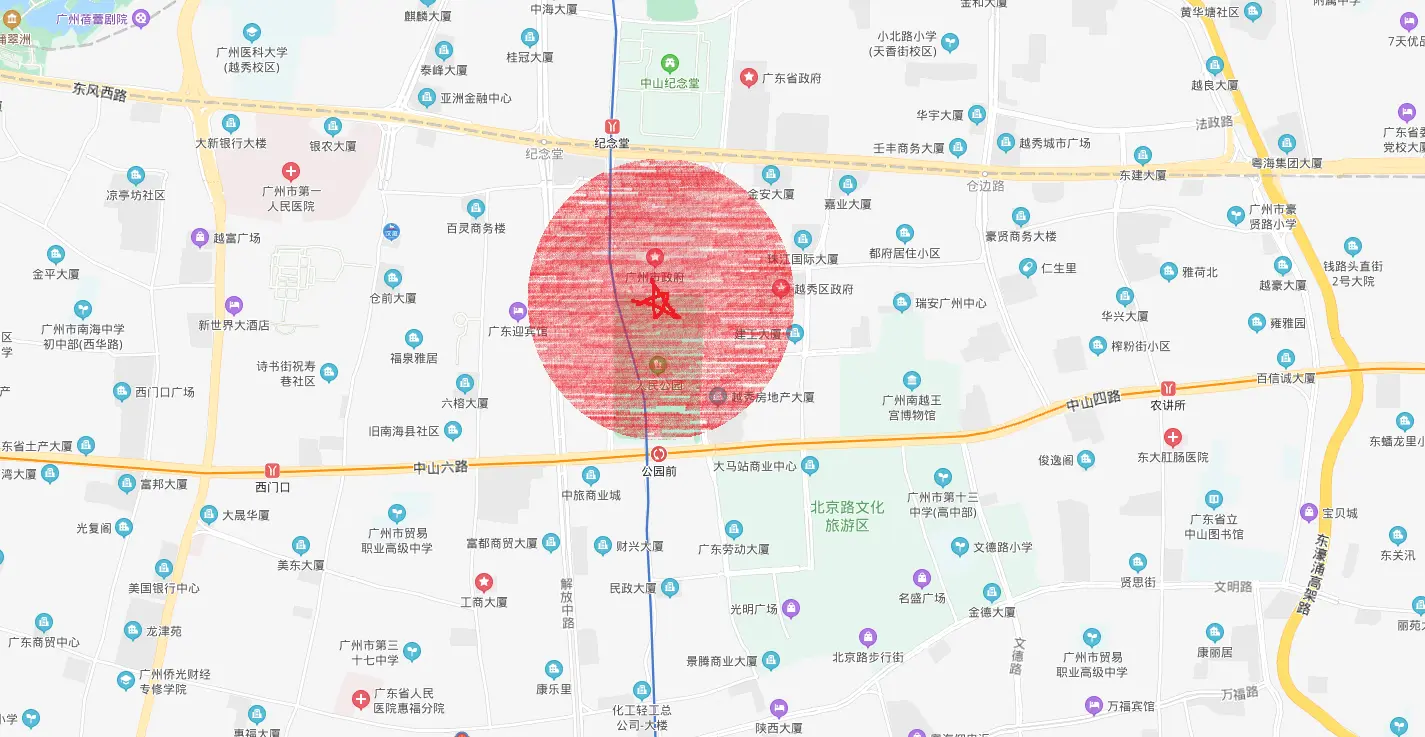 广州蓓蕾剧院
麒麟大厦
中海大厦
金和大厦
黄华塘社区
翠洲
广州医科大学
(越秀校区)
泰峰大厦
桂冠大厦
中山纪念堂
广东省政府
小北路小学
(天香街校区)
越良大厦
东风西路
亚洲金融中心
大新银行大楼
银农大厦
纪念堂
纪念堂
华宇大厦
壬丰商务大厦
越秀城市广场
法政路
东建大厦
粤海集团大厦
广州市第一
人民医院
凉亭坊社区
金安大厦
嘉业大厦
仓边路
百灵商务楼
豪贤商务大楼
广州市豪
贤路小学
越富广场
金平大厦
珠江国际大厦
都府居住小区
仁生里
雅荷北
越豪大厦
钱路头直街
2号大院
仓前大厦
广州市政府
越秀区政府
瑞安广州中心
华兴大厦
雍雅园
广州市南海中学
初中部(西华路)
新世界大酒店
广东迎宾馆
建工大厦
榨粉街小区
福泉雅居
诗书街祝寿
巷社区
西门口广场
六榕大厦
人民公园
越秀房地产大厦
广州南越王
宫博物馆
百信诚大厦
中山四路
农讲所
旧南海县社区
东省土产大厦
湾大厦
富邦大厦
西门口
中山六路
公园前
大马站商业中心
俊逸阁
东大肛肠医院
东蟠龙里小
中旅商业城
大晟华厦
光复阁
广州市贸易
职业高级中学
北京路文化
旅游区
广州市第十三
中学(高中部)
广东省立
中山图书馆
宝贝城
东关汛
美东大厦
富都商贸大厦
财兴大厦
广东劳动大厦
文德路小学
东濠涌高架路
美国银行中心
工商大厦
解放中路
民政大厦
光明广场
名盛广场
金德大厦
贤思街
文明路
广东商贸中心
龙津苑
广州市第三
十七中学
景腾商业大厦
北京路步行街
文德路
广州市贸易
职业高级中学
康丽居
广州侨光财经
专修学院
广东省人民
医院惠福分院
康乐里
化工轻工总
公司-大楼
陕西大厦
万福宾馆
万福路
惠福大厦